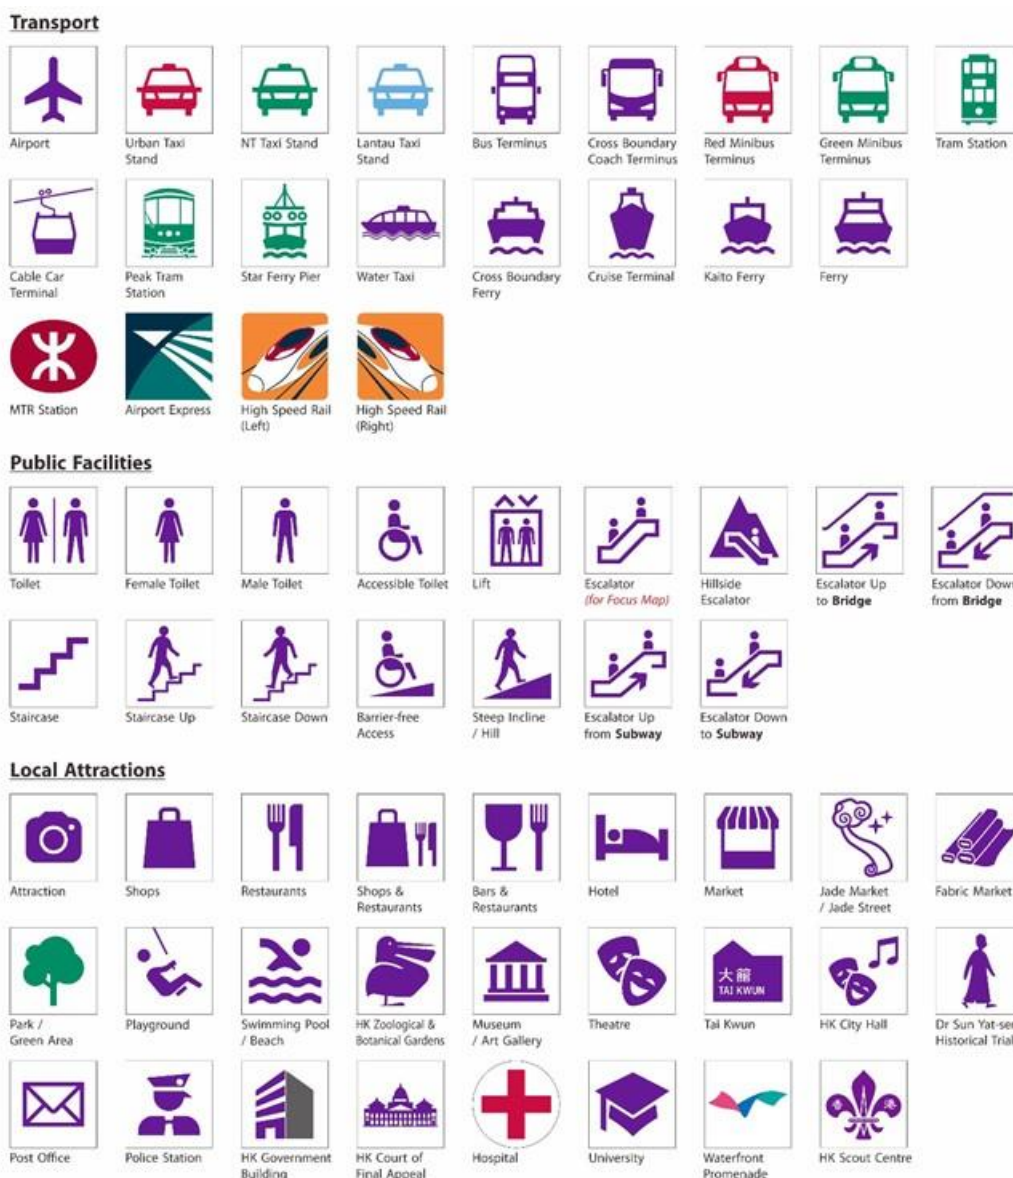 Transport
Airport
Urban Taxi
Stand
NT Taxi Stand
Lantau Taxi
Stand
Bus Terminus
Cross Boundary
Coach Terminus
Red Minibus
Terminus
Green Minibus
Terminus
Tram Station
Cable Car
Terminal
Peak Tram
Station
Star Ferry Pier
Water Taxi
Cross Boundary
Ferry
Cruise Terminal
Kaito Ferry
Ferry
MTR Station
Airport Express
High Speed Rail
(Left)
High Speed Rail
(Right)
Public Facilities
Toilet
Female Toilet
Male Toilet
Accessible Toilet
Lift
Escalator
(for Focus Map)
Hillside
Escalator
Escalator Up
to Bridge
Escalator Down
from Bridge
Staircase
Staircase Up
Staircase Down
Barrier-free
Access
Steep Incline
/ Hill
Escalator Up
from Subway
Escalator Down
to Subway
Local Attractions
Attraction
Shops
Restaurants
Shops &
Restaurants
Bars &
Restaurants
Hotel
Market
Jade Market
/ Jade Street
Fabric Market
Park /
Green Area
Playground
Swimming Pool
/ Beach
HK Zoological &
Botanical Gardens
Museum
/ Art Gallery
Theatre
大館
TAI KWUN
Tai Kwun
HK City Hall
Dr Sun Yat-sen
Historical Trial
Post Office
Police Station
HK Government
Building
HK Court of
Final Appeal
Hospital
University
Waterfront
Promenade
香 港
HK Scout Centre